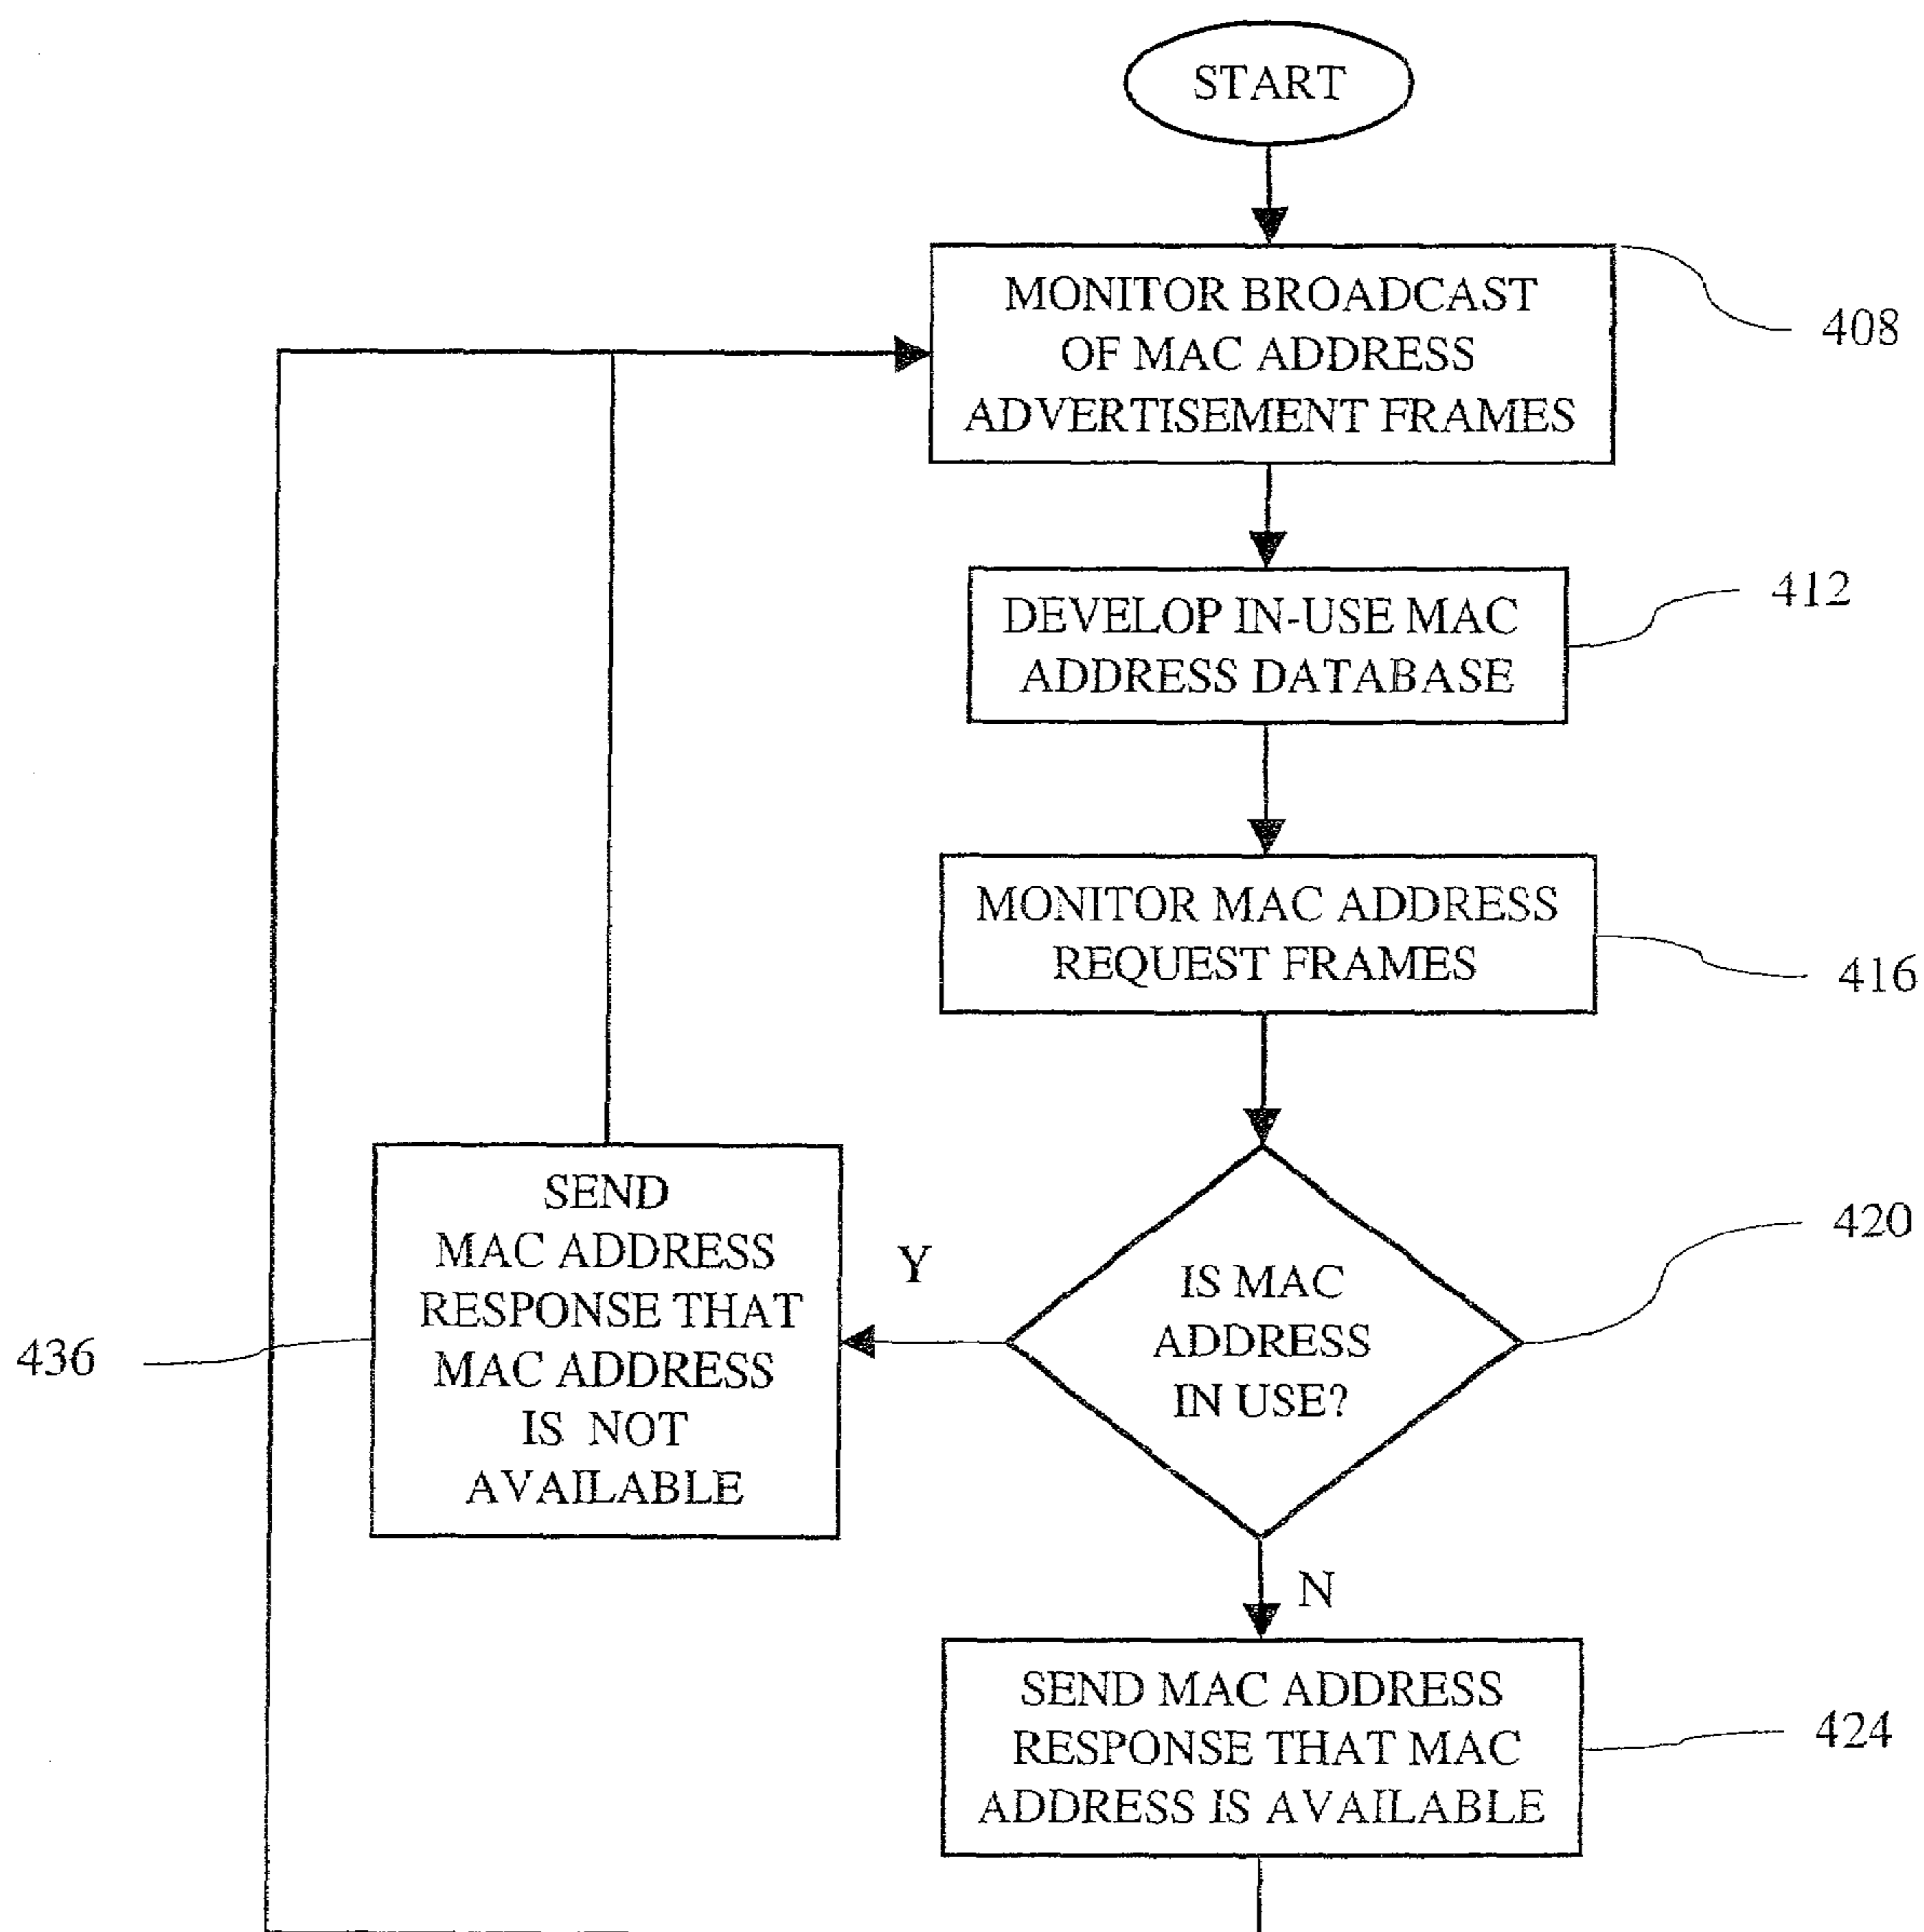 START
MONITOR BROADCAST
OF MAC ADDRESS
ADVERTISEMENT FRAMES
408
DEVELOP IN-USE MAC
ADDRESS DATABASE
412
MONITOR MAC ADDRESS
REQUEST FRAMES
416
SEND
MAC ADDRESS
RESPONSE THAT
MAC ADDRESS
IS NOT
AVAILABLE
436
Y
IS MAC
ADDRESS
IN USE?
420
N
SEND MAC ADDRESS
RESPONSE THAT MAC
ADDRESS IS AVAILABLE
424